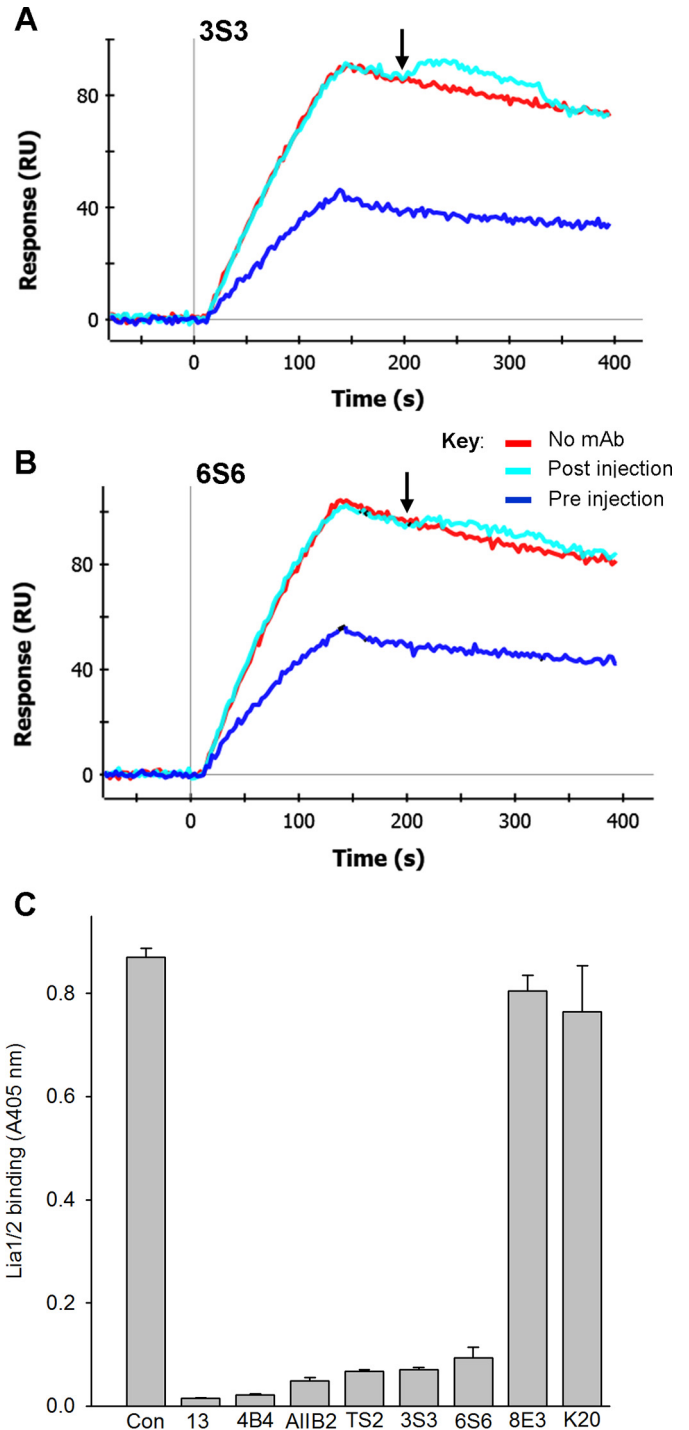 A
3S3
80
40
0
Response (RU)
0 100 200 300 400
Time (s)
Key:
No mAb
Post injection
Pre injection
B
6S6
80
40
0
Response (RU)
0 100 200 300 400
Time (s)
C
0.8
0.6
0.4
0.2
0.0
Lia1/2 binding (A405 nm)
Con 13 4B4 AIIB2 TS2 3S3 6S6 8E3 K20